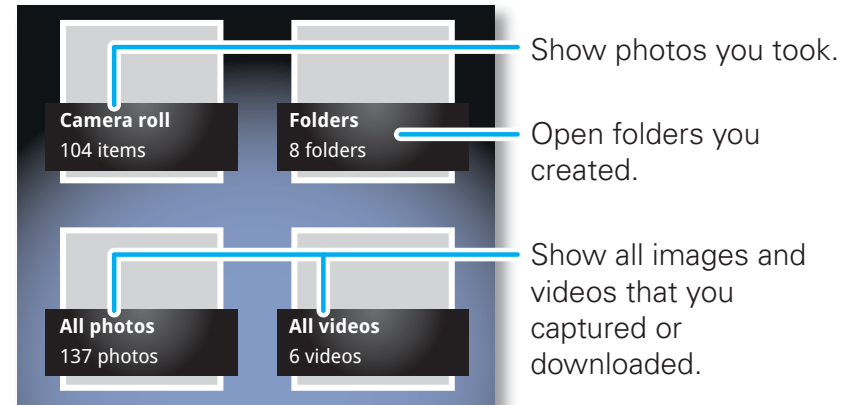 Camera roll
104 items
Folders
8 folders
All photos
137 photos
All videos
6 videos
Show photos you took.
Open folders you
created.
Show all images and
videos that you
captured or
downloaded.